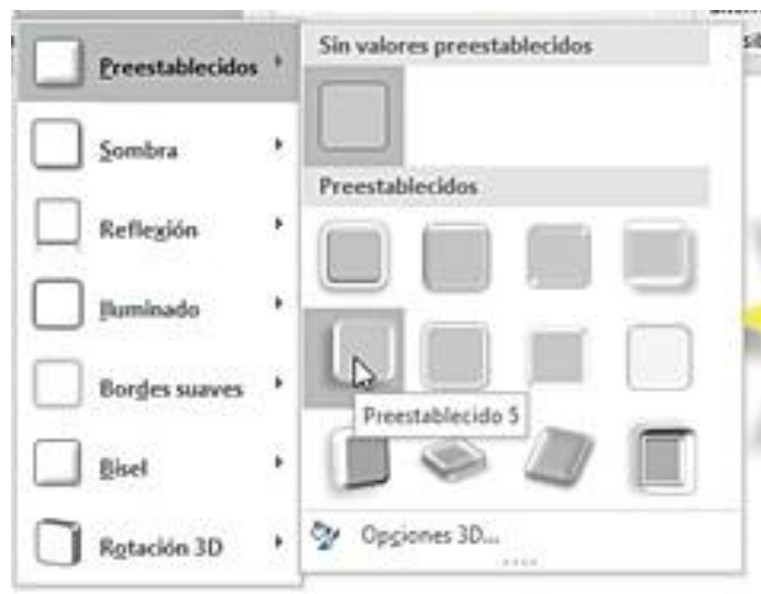 Preestablecidos
Sombra
Reflexión
Iluminado
Bordes suaves
Bisel
Rotación 3D
Sin valores preestablecidos
Preestablecidos
Preestablecido 5
Opciones 3D...